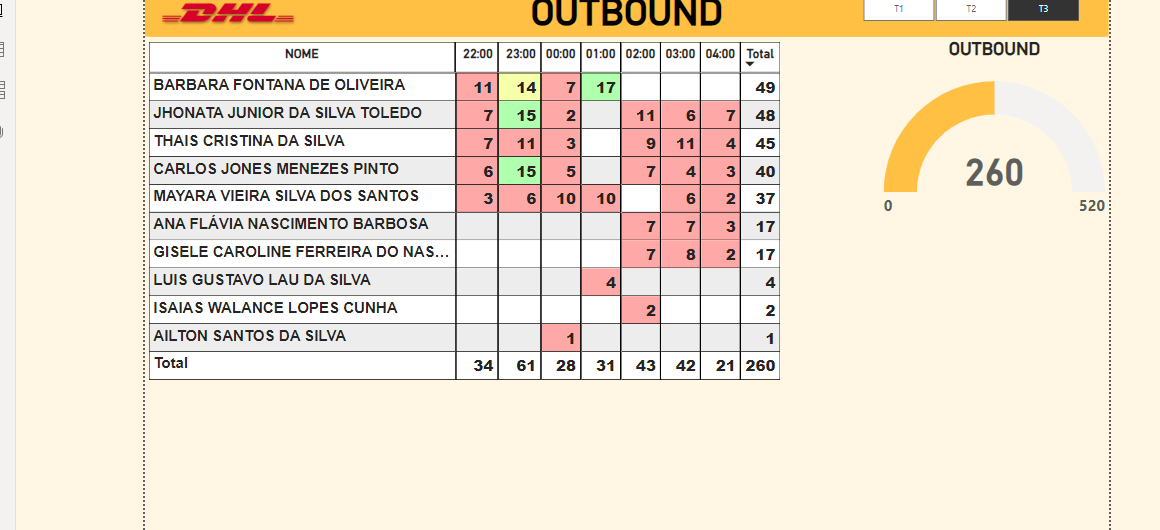 DHL OUTBOUND T1 T2 T3
NOME 22:00 23:00 00:00 01:00 02:00 03:00 04:00 Total
BARBARA FONTANA DE OLIVEIRA 11 14 7 17 49
JHONATA JUNIOR DA SILVA TOLEDO 7 15 2 11 6 7 48
THAIS CRISTINA DA SILVA 7 11 3 9 11 4 45
CARLOS JONES MENEZES PINTO 6 15 5 7 4 3 40
MAYARA VIEIRA SILVA DOS SANTOS 3 6 10 10 6 2 37
ANA FLÁVIA NASCIMENTO BARBOSA 7 7 3 17
GISELE CAROLINE FERREIRA DO NAS... 7 8 2 17
LUIS GUSTAVO LAU DA SILVA 4 4
ISAIAS WALANCE LOPES CUNHA 2 2
AILTON SANTOS DA SILVA 1 1
Total 34 61 28 31 43 42 21 260
OUTBOUND
260
0 520